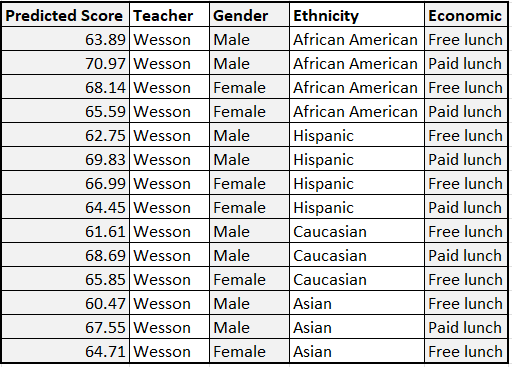 Predicted Score Teacher Gender Ethnicity Economic
63.89 Wesson Male African American Free lunch
70.97 Wesson Male African American Paid lunch
68.14 Wesson Female African American Free lunch
65.59 Wesson Female African American Paid lunch
62.75 Wesson Male Hispanic Free lunch
69.83 Wesson Male Hispanic Paid lunch
66.99 Wesson Female Hispanic Free lunch
64.45 Wesson Female Hispanic Paid lunch
61.61 Wesson Male Caucasian Free lunch
68.69 Wesson Male Caucasian Paid lunch
65.85 Wesson Female Caucasian Free lunch
60.47 Wesson Male Asian Free lunch
67.55 Wesson Male Asian Paid lunch
64.71 Wesson Female Asian Free lunch